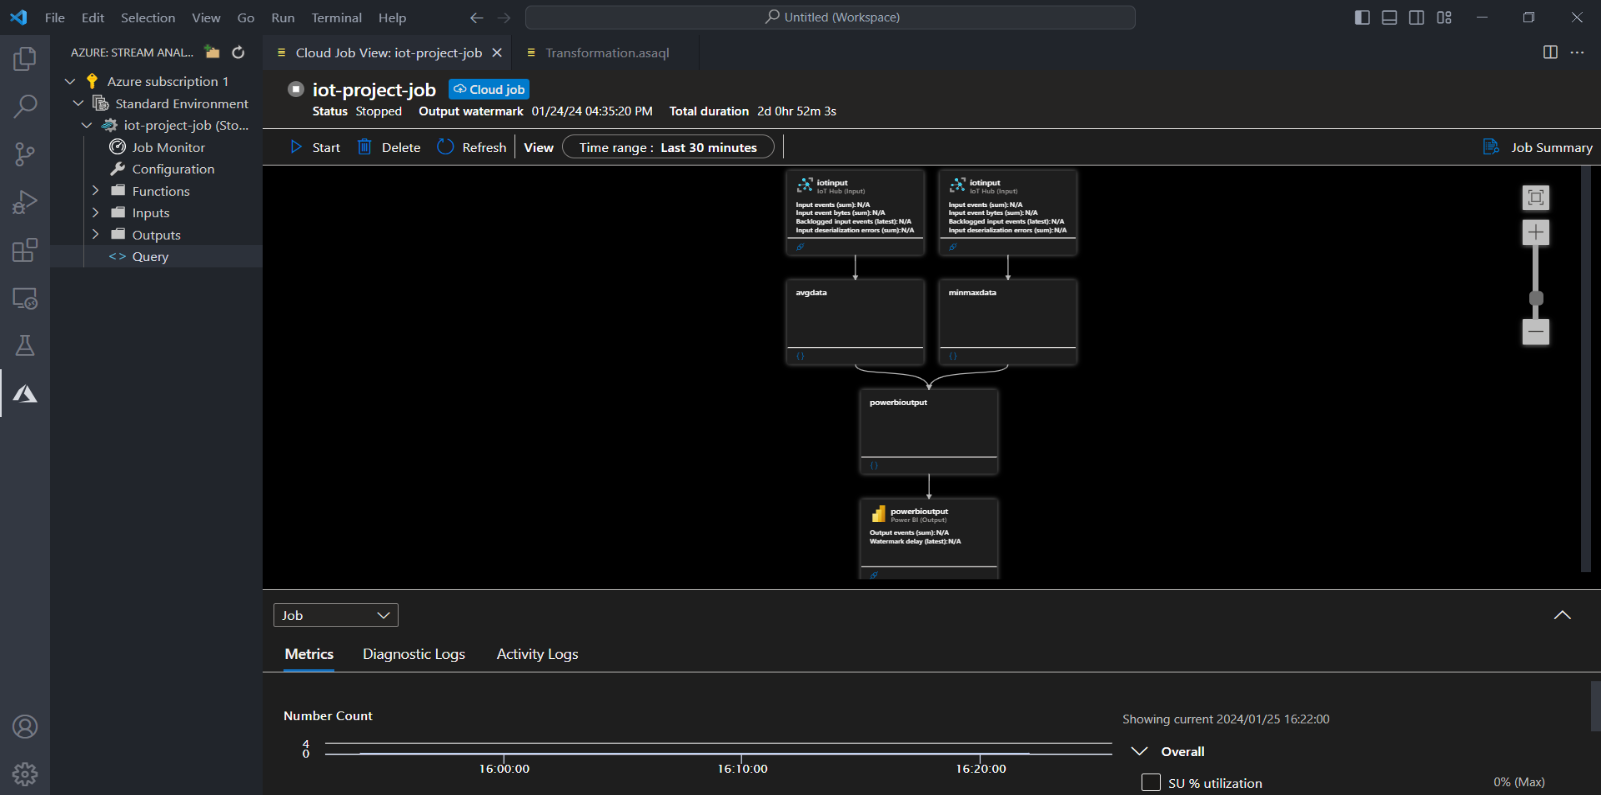 File Edit Selection View Go Run Terminal Help
Untitled (Workspace)
AZURE: STREAM ANAL...
Azure subscription 1
Standard Environment
iot-project-job (Sto...
Job Monitor
Configuration
Functions
Inputs
Outputs
<> Query
Cloud Job View: iot-project-job
Transformation.asaql
iot-project-job Cloud job
Status Stopped Output watermark 01/24/24 04:35:20 PM Total duration 2d 0hr 52m 3s
Start Delete Refresh View Time range : Last 30 minutes Job Summary
iotinput
IoT Hub (Input)
Input events (sum): N/A
Input event bytes (sum): N/A
Backlogged input events (latest): N/A
Input deserialization errors (sum): N/A
iotinput
IoT Hub (Input)
Input events (sum): N/A
Input event bytes (sum): N/A
Backlogged input events (latest): N/A
Input deserialization errors (sum): N/A
avgdata
{}
minmaxdata
{}
powerbioutput
{}
powerbioutput
Power BI (Output)
Output events (sum): N/A
Watermark delay (latest): N/A
Job
Metrics Diagnostic Logs Activity Logs
Number Count
4
0
16:00:00 16:10:00 16:20:00
Showing current 2024/01/25 16:22:00
Overall
SU % utilization 0% (Max)